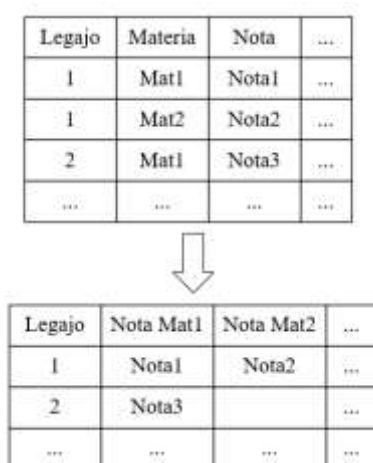 Legajo Materia Nota ...
1 Mat1 Nota1 ...
1 Mat2 Nota2 ...
2 Mat1 Nota3 ...
... ... ... ...
Legajo Nota Mat1 Nota Mat2 ...
1 Nota1 Nota2 ...
2 Nota3 ...
... ... ... ...